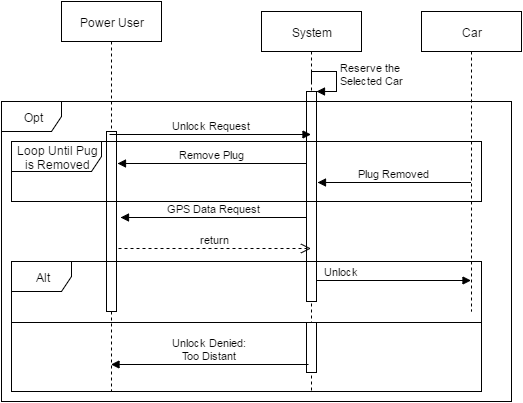 Power User
System
Car
Reserve the
Selected Car
Opt
Unlock Request
Loop Until Pug
is Removed
Remove Plug
Plug Removed
GPS Data Request
return
Alt
Unlock
Unlock Denied:
Too Distant